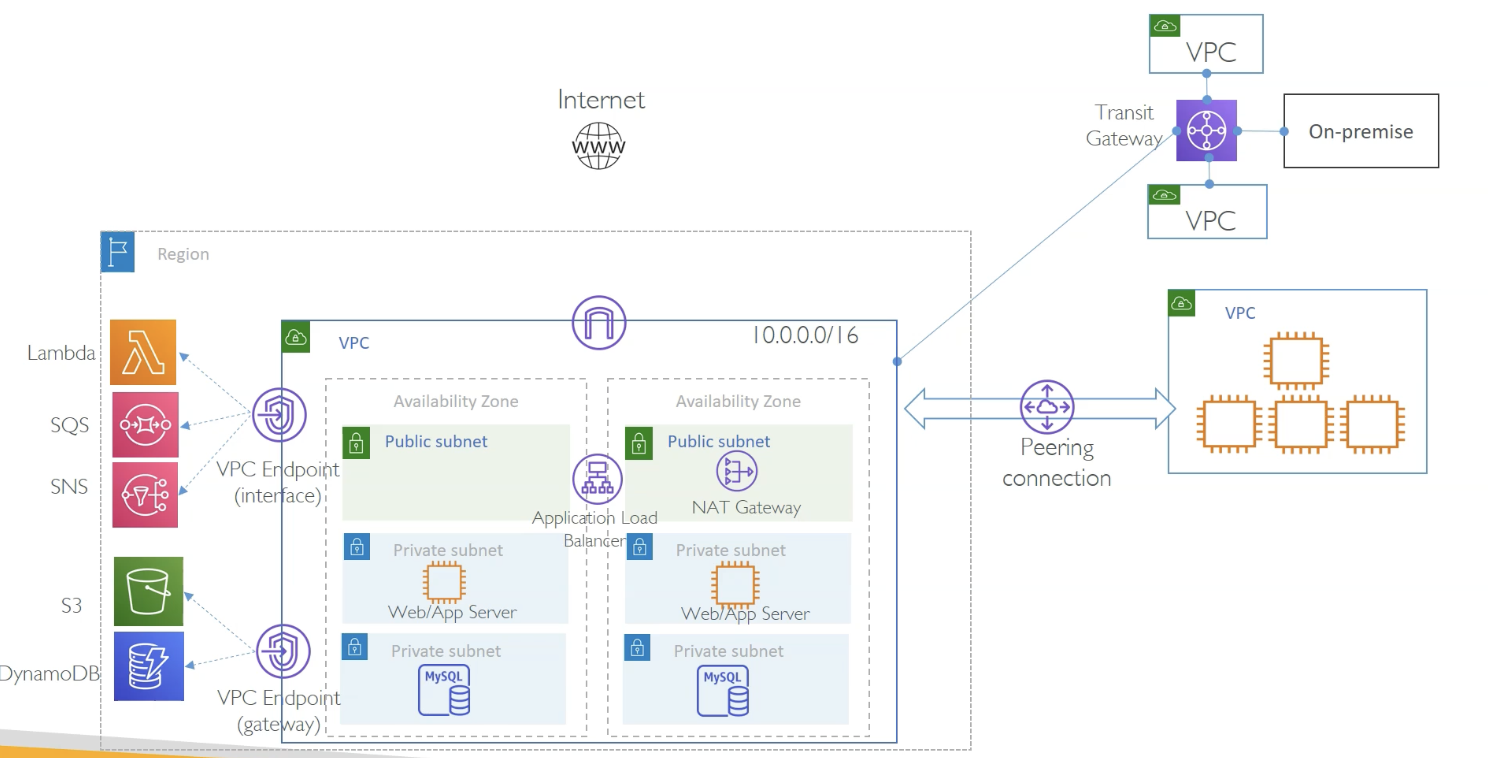 VPC
Internet
WWW
Transit
Gateway
On-premise
VPC
Region
VPC
10.0.0.0/16
VPC
Lambda
Availability Zone
Availability Zone
SQS
Public subnet
Public subnet
Peering
connection
VPC Endpoint
(interface)
SNS
NAT Gateway
Application Load
Balancer
Private subnet
Private subnet
S3
Web/App Server
Web/App Server
Private subnet
Private subnet
DynamoDB
MySQL
MySQL
VPC Endpoint
(gateway)